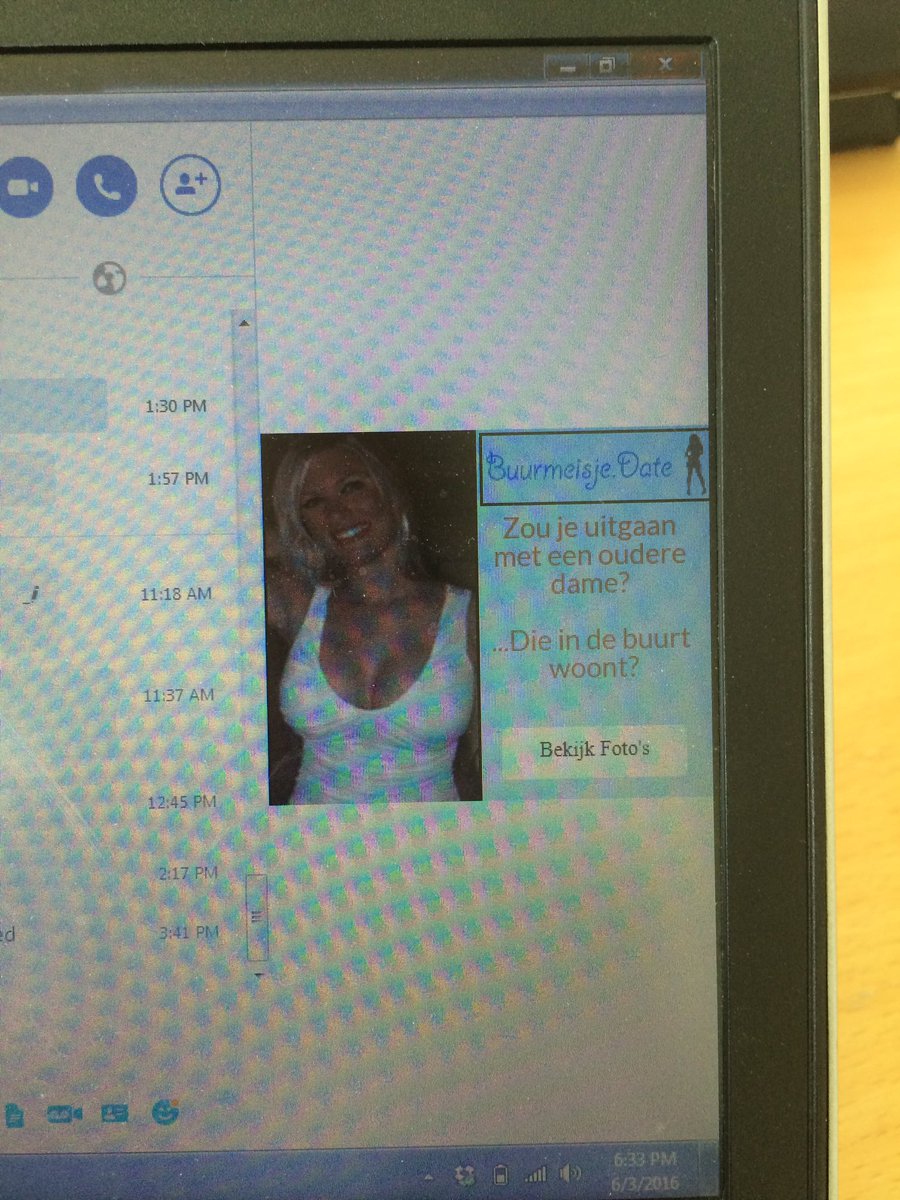 1:30 PM
1:57 PM
_i
11:18 AM
11:37 AM
12:45 PM
2:17 PM
ed
3:41 PM
Buurmeisje.Date
Zou je uitgaan
met een oudere
dame?
...Die in de buurt
woont?
Bekijk Foto's
6:33 PM
6/3/2016